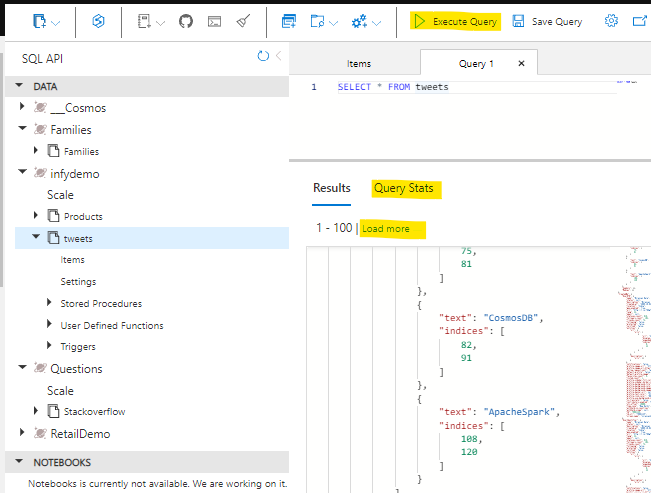 Execute Query
Save Query
SQL API
DATA
___Cosmos
Families
Families
infydemo
Scale
Products
tweets
Items
Settings
Stored Procedures
User Defined Functions
Triggers
Questions
Scale
Stackoverflow
RetailDemo
NOTEBOOKS
Notebooks is currently not available. We are working on it.
Items
Query 1
1 SELECT * FROM tweets
Results
Query Stats
1 - 100 | Load more
75,
81
]
},
{
"text": "CosmosDB",
"indices": [
82,
91
]
},
{
"text": "ApacheSpark",
"indices": [
108,
120
]
}